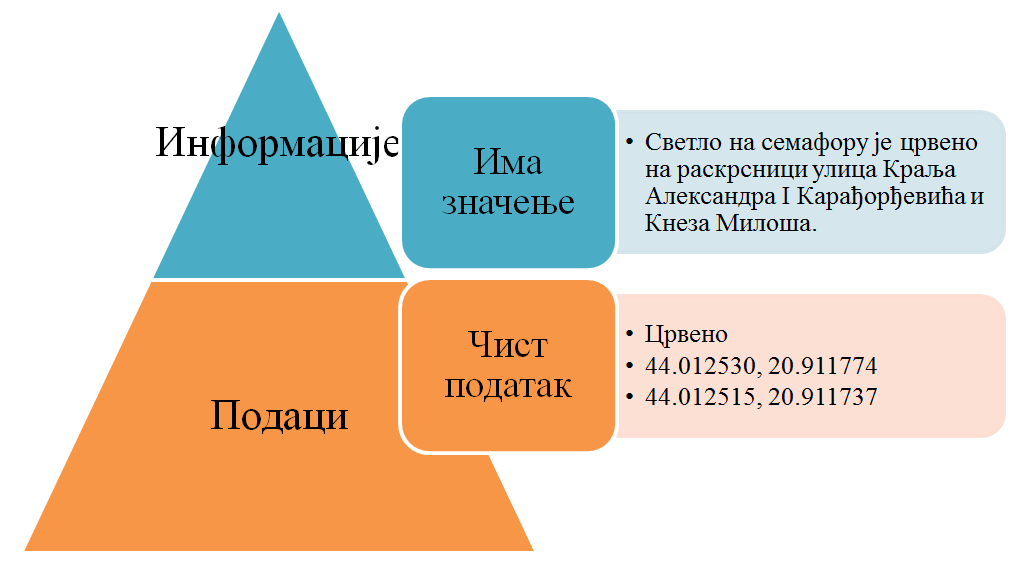 Информације
Има
значење
• Светло на семафору је црвено
на раскрсници улица Краља
Александра I Карађорђевића и
Кнеза Милоша.
Подаци
Чист
податак
• Црвено
• 44.012530, 20.911774
• 44.012515, 20.911737